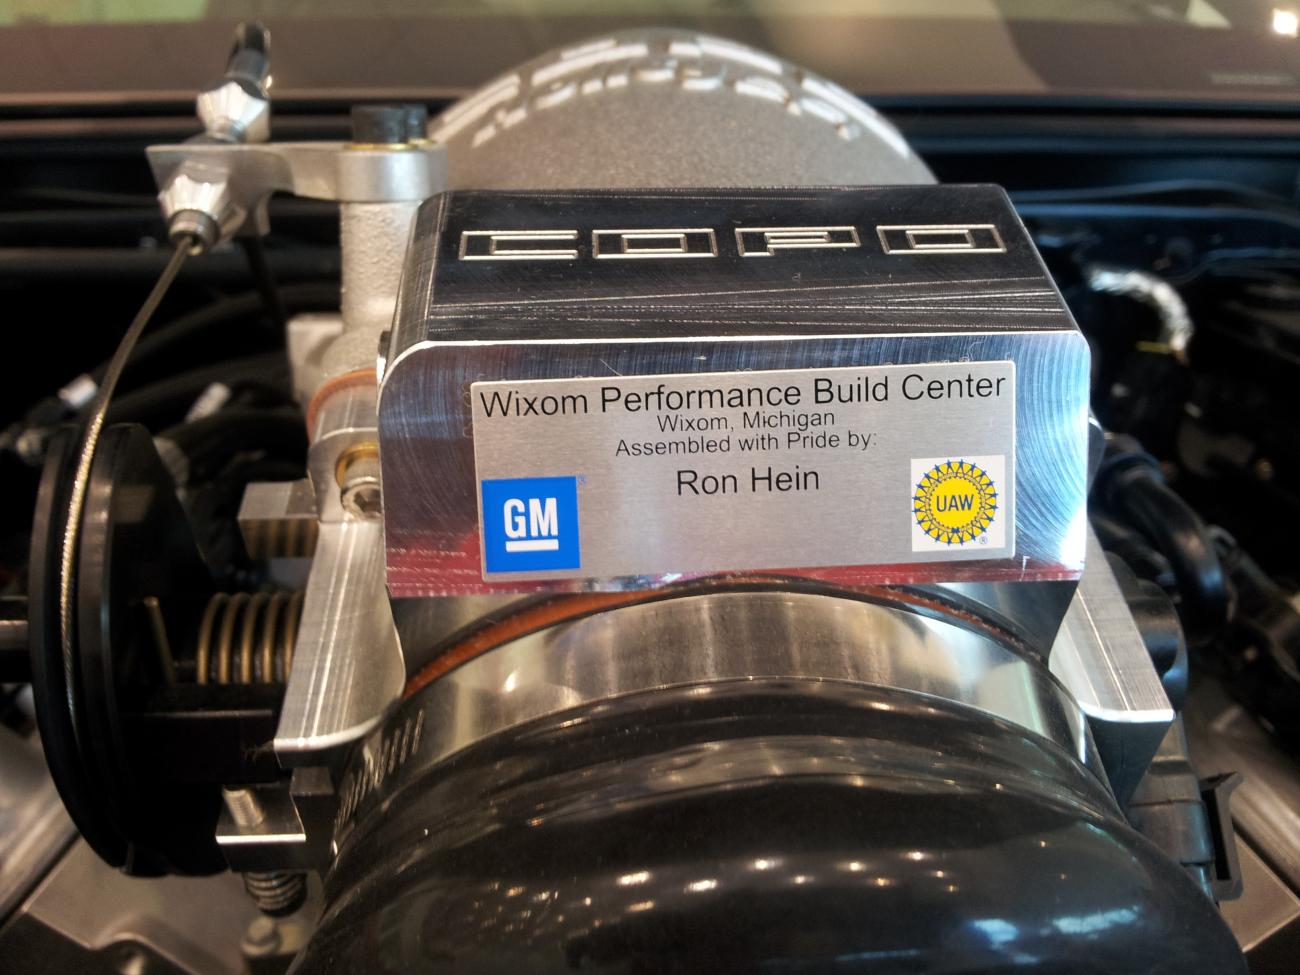 COPO
Wixom Performance Build Center
Wixom, Michigan
Assembled with Pride by:
Ron Hein
GM ®
UAW ®